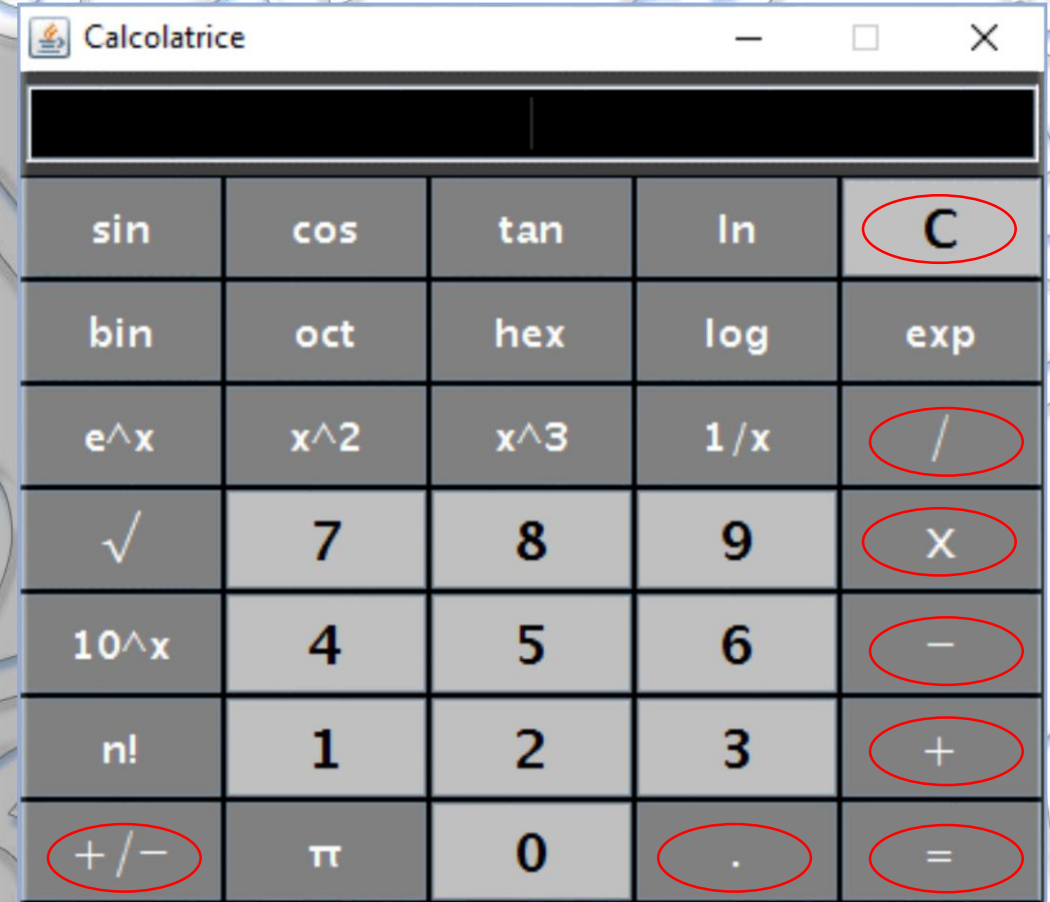 Calcolatrice
sin cos tan ln C
bin oct hex log exp
e^x x^2 x^3 1/x /
√ 7 8 9 X
10^x 4 5 6 −
n! 1 2 3 +
+/− π 0 . =